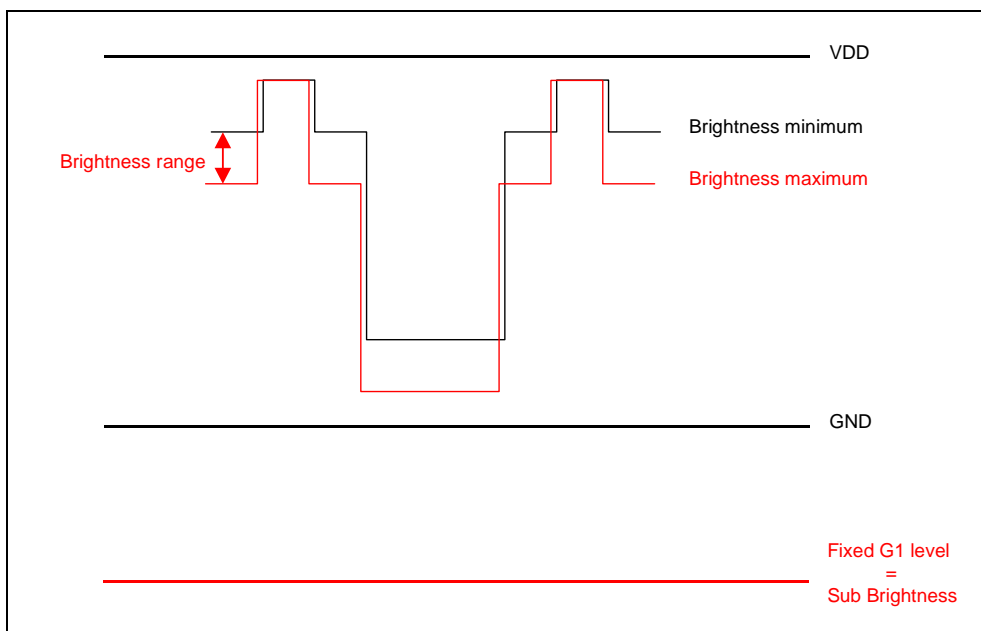 VDD
Brightness minimum
Brightness range
Brightness maximum
GND
Fixed G1 level
=
Sub Brightness